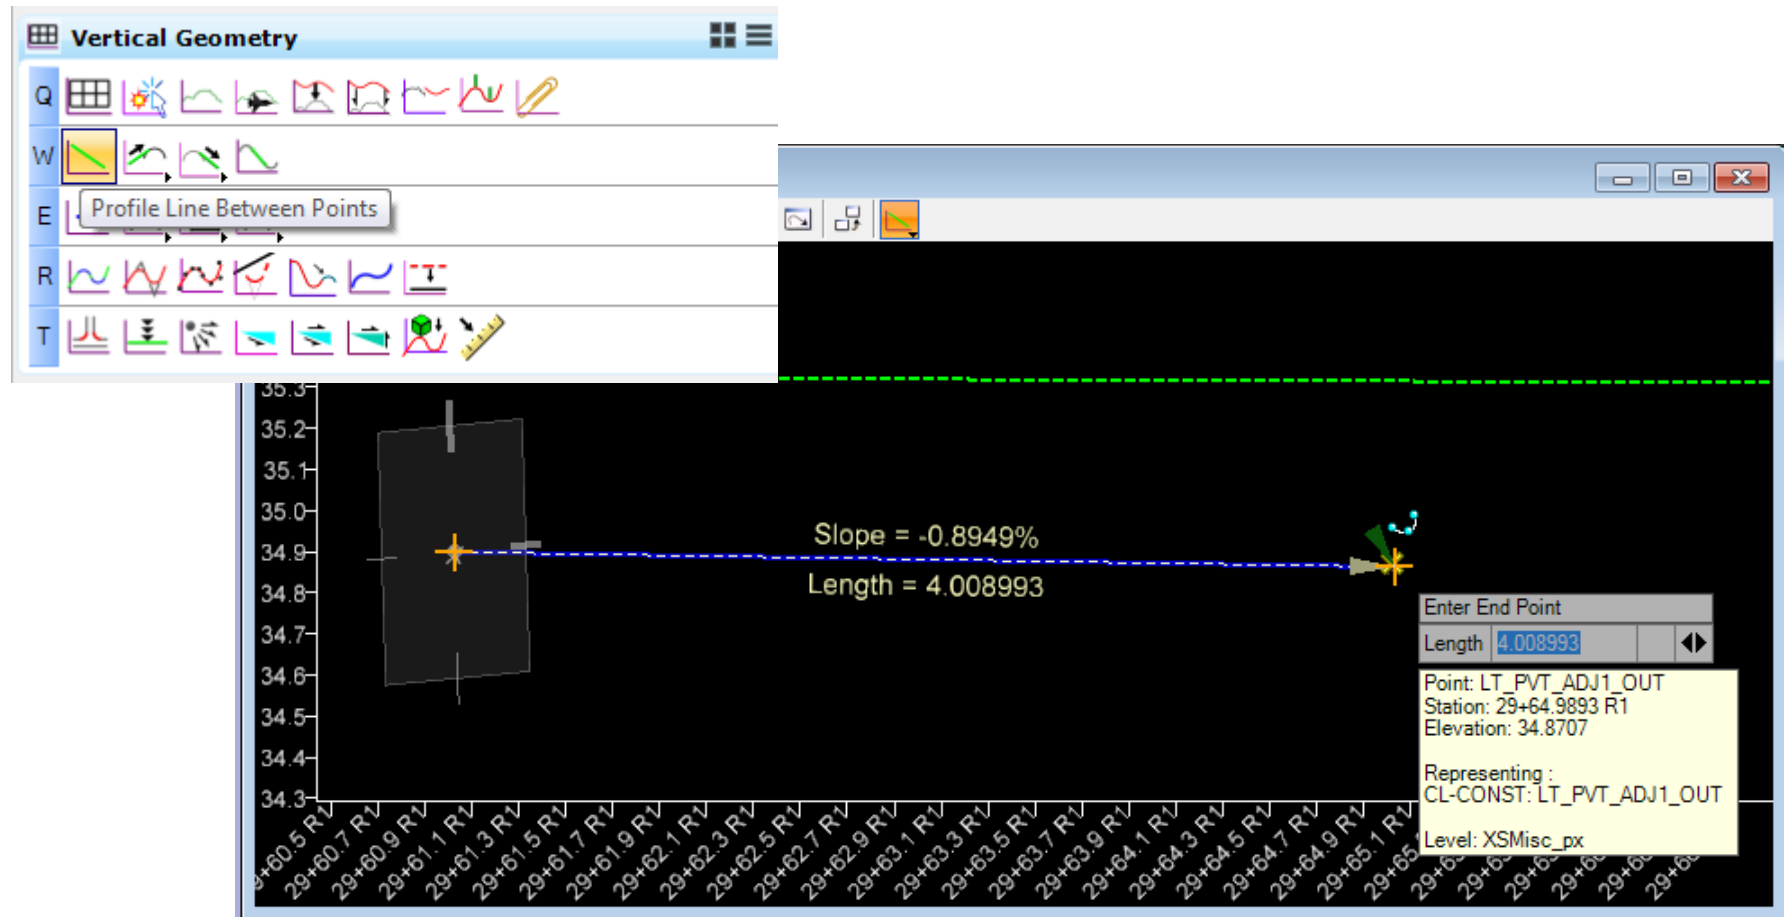 Vertical Geometry
Q
W
Profile Line Between Points
E
R
T
35.3
35.2
35.1
35.0
34.9
34.8
34.7
34.6
34.5
34.4
34.3
Slope = -0.8949%
Length = 4.008993
Enter End Point
Length 4.008993
Point: LT_PVT_ADJ1_OUT
Station: 29+64.9893 R1
Elevation: 34.8707
Representing :
CL-CONST: LT_PVT_ADJ1_OUT
Level: XSMisc_px
29+60.5 R1
29+60.7 R1
29+60.9 R1
29+61.1 R1
29+61.3 R1
29+61.5 R1
29+61.7 R1
29+61.9 R1
29+62.1 R1
29+62.3 R1
29+62.5 R1
29+62.7 R1
29+62.9 R1
29+63.1 R1
29+63.3 R1
29+63.5 R1
29+63.7 R1
29+63.9 R1
29+64.1 R1
29+64.3 R1
29+64.5 R1
29+64.7 R1
29+64.9 R1
29+65.1 R1